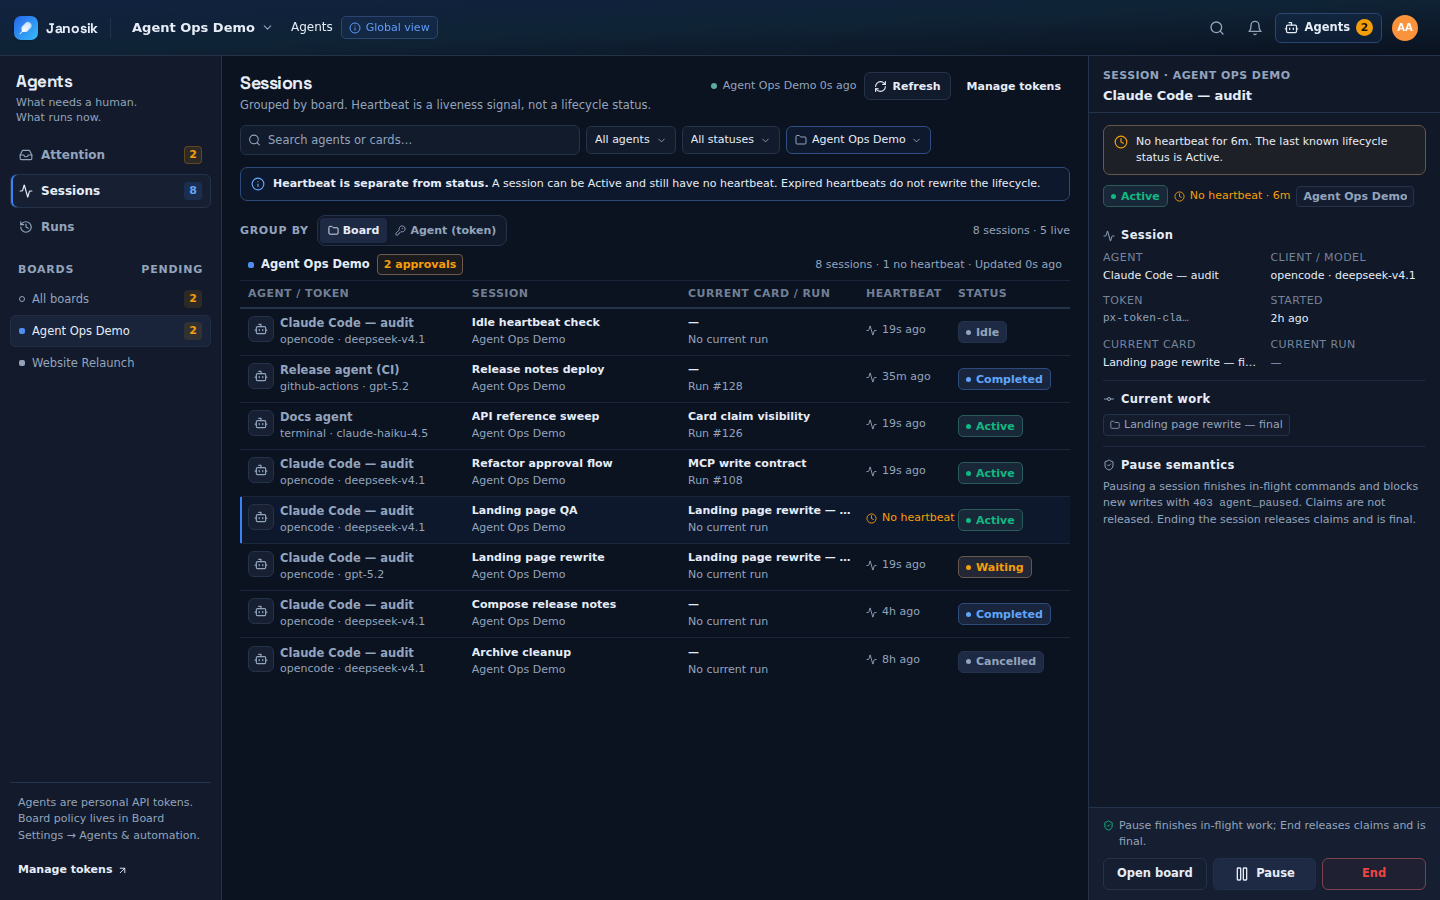 Janosik
Agent Ops Demo
Agents
Global view
Agents 2
AA
Agents
What needs a human.
What runs now.
Attention 2
Sessions 8
Runs
BOARDS PENDING
All boards 2
Agent Ops Demo 2
Website Relaunch
Agents are personal API tokens.
Board policy lives in Board
Settings → Agents & automation.
Manage tokens
Sessions
Grouped by board. Heartbeat is a liveness signal, not a lifecycle status.
Agent Ops Demo 0s ago
Refresh
Manage tokens
Search agents or cards...
All agents
All statuses
Agent Ops Demo
Heartbeat is separate from status. A session can be Active and still have no heartbeat. Expired heartbeats do not rewrite the lifecycle.
GROUP BY Board Agent (token)
8 sessions · 5 live
Agent Ops Demo 2 approvals
8 sessions · 1 no heartbeat · Updated 0s ago
AGENT / TOKEN SESSION CURRENT CARD / RUN HEARTBEAT STATUS
Claude Code — audit Idle heartbeat check — 19s ago Idle
opencode · deepseek-v4.1 Agent Ops Demo No current run
Release agent (CI) Release notes deploy — 35m ago Completed
github-actions · gpt-5.2 Agent Ops Demo Run #128
Docs agent API reference sweep Card claim visibility 19s ago Active
terminal · claude-haiku-4.5 Agent Ops Demo Run #126
Claude Code — audit Refactor approval flow MCP write contract 19s ago Active
opencode · deepseek-v4.1 Agent Ops Demo Run #108
Claude Code — audit Landing page QA Landing page rewrite — ... No heartbeat Active
opencode · deepseek-v4.1 Agent Ops Demo No current run
Claude Code — audit Landing page rewrite Landing page rewrite — ... 19s ago Waiting
opencode · gpt-5.2 Agent Ops Demo No current run
Claude Code — audit Compose release notes — 4h ago Completed
opencode · deepseek-v4.1 Agent Ops Demo No current run
Claude Code — audit Archive cleanup — 8h ago Cancelled
opencode · deepseek-v4.1 Agent Ops Demo No current run
SESSION · AGENT OPS DEMO
Claude Code — audit
No heartbeat for 6m. The last known lifecycle
status is Active.
Active No heartbeat · 6m Agent Ops Demo
Session
AGENT CLIENT / MODEL
Claude Code — audit opencode · deepseek-v4.1
TOKEN STARTED
px-token-cla… 2h ago
CURRENT CARD CURRENT RUN
Landing page rewrite — fi... —
Current work
Landing page rewrite — final
Pause semantics
Pausing a session finishes in-flight commands and blocks
new writes with 403 agent_paused. Claims are not
released. Ending the session releases claims and is final.
Pause finishes in-flight work; End releases claims and is
final.
Open board
Pause
End